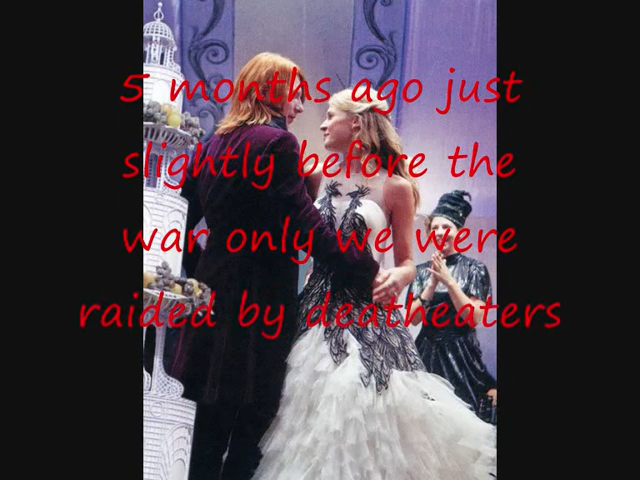 5 months ago just
slightly before the
war only we were
raided by deatheaters